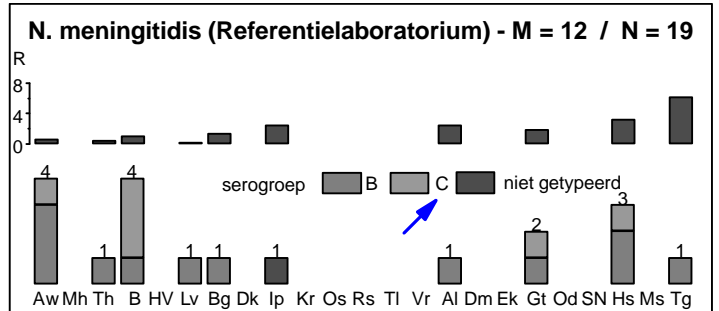 N. meningitidis (Referentielaboratorium) - M = 12 / N = 19
R
8
4
0
4 4
serogroep B C niet getypeerd
3
2
1 1 1 1 1 1
Aw Mh Th B HV Lv Bg Dk Ip Kr Os Rs Tl Vr Al Dm Ek Gt Od SN Hs Ms Tg